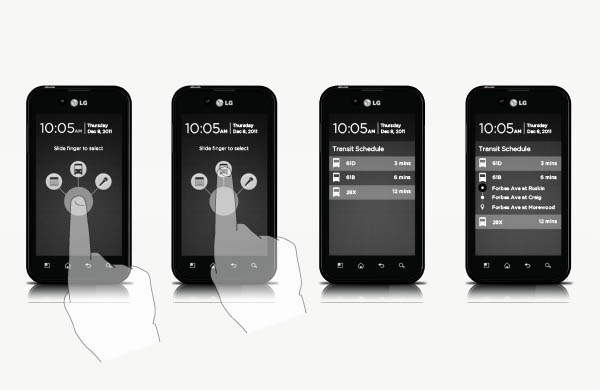 LG
10:05AM
Thursday
Dec 8, 2011
Slide finger to select
LG
10:05AM
Thursday
Dec 8, 2011
Slide finger to select
LG
10:05AM
Thursday
Dec 8, 2011
Transit Schedule
61D 3 mins
61B 6 mins
28X 12 mins
LG
10:05AM
Thursday
Dec 8, 2011
Transit Schedule
61D 3 mins
61B 6 mins
Forbes Ave at Ruskin
Forbes Ave at Craig
Forbes Ave at Morewood
28X 12 mins